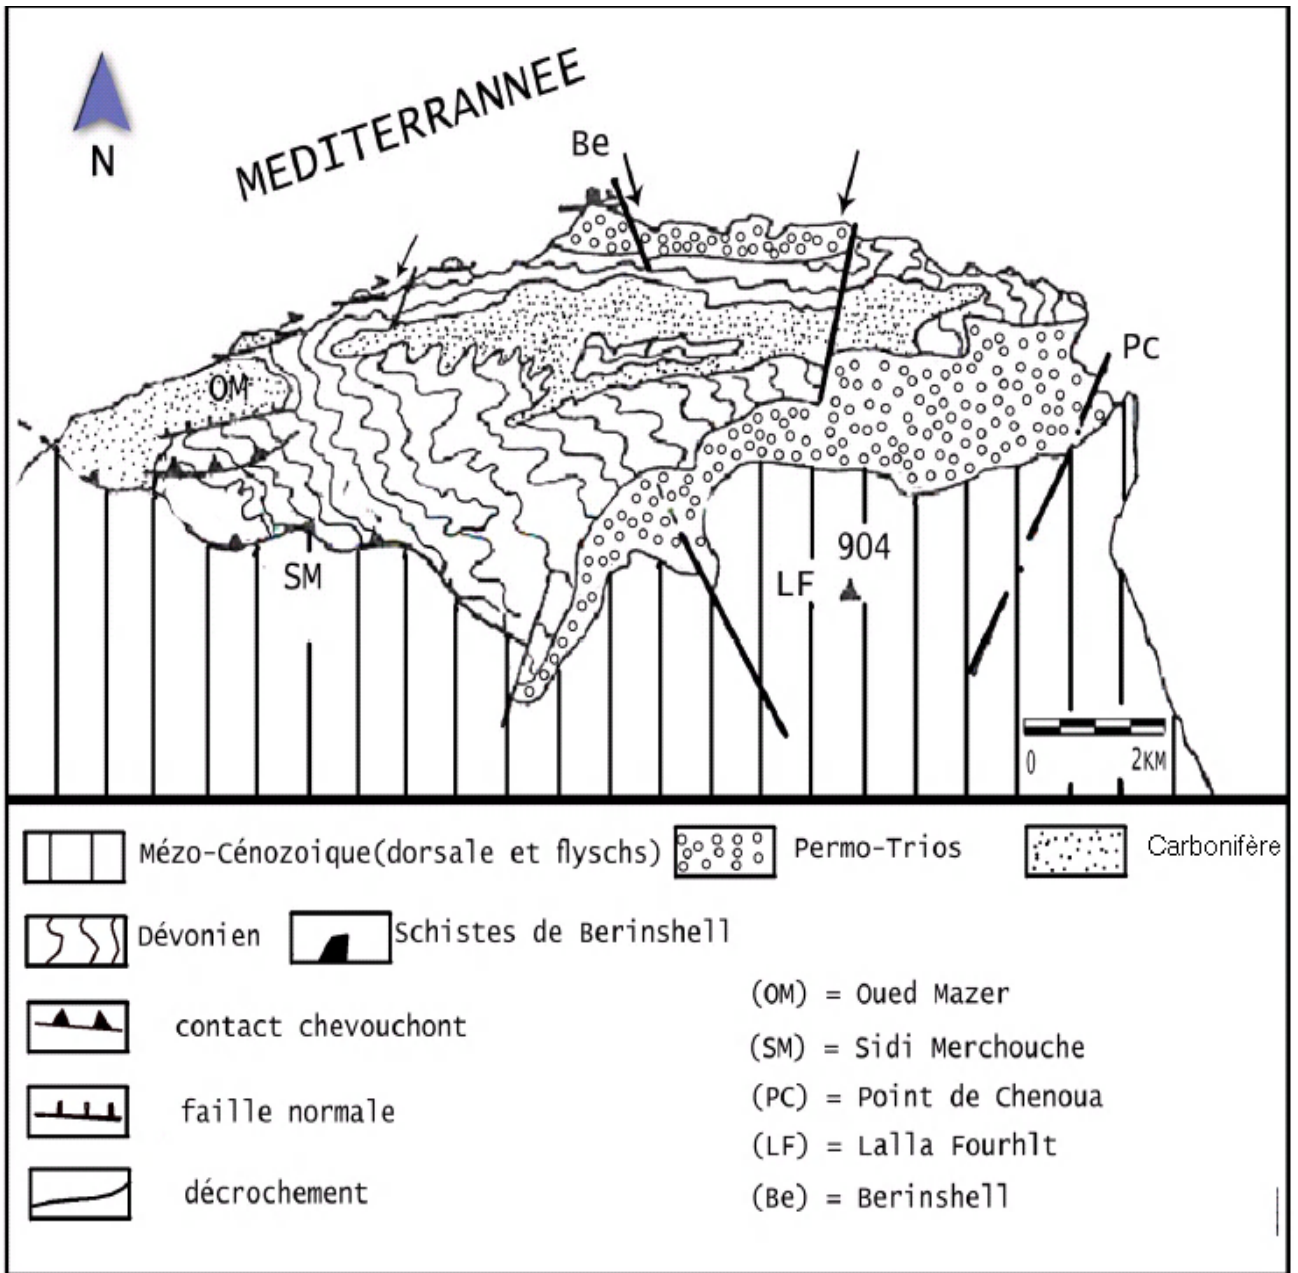 MEDITERRANNEE
N
Be
Pc
OM
SM
904
LF
0 2KM
Mézo-Cénozoique(dorsale et flyschs)
Permo-Trios
Carbonifère
Dévonien
Schistes de Berinshell
contact chevouchont
faille normale
décrochement
(OM) = Oued Mazer
(SM) = Sidi Merchouche
(PC) = Point de Chenoua
(LF) = Lalla Fourhlt
(Be) = Berinshell